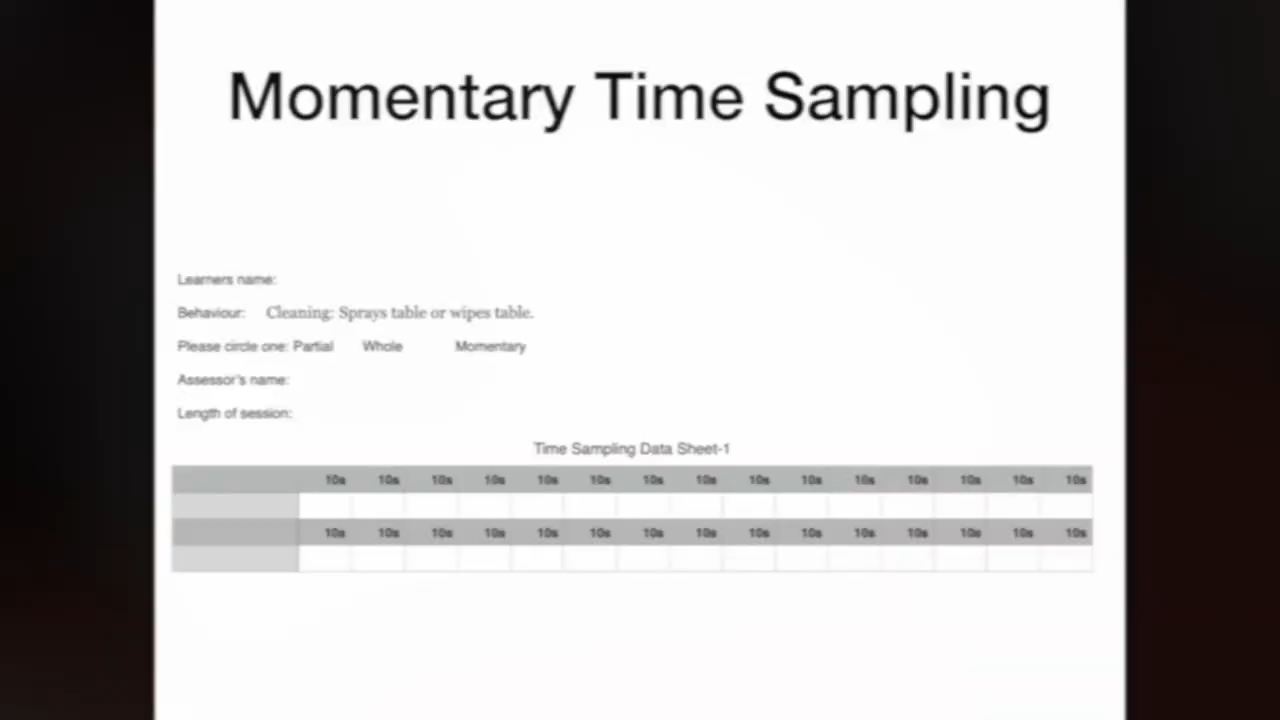 Momentary Time Sampling
Learners name:
Behaviour: Cleaning: Sprays table or wipes table.
Please circle one: Partial Whole Momentary
Assessor's name:
Length of session:
Time Sampling Data Sheet-1
10s 10s 10s 10s 10s 10s 10s 10s 10s 10s 10s 10s 10s 10s 10s
10s 10s 10s 10s 10s 10s 10s 10s 10s 10s 10s 10s 10s 10s 10s